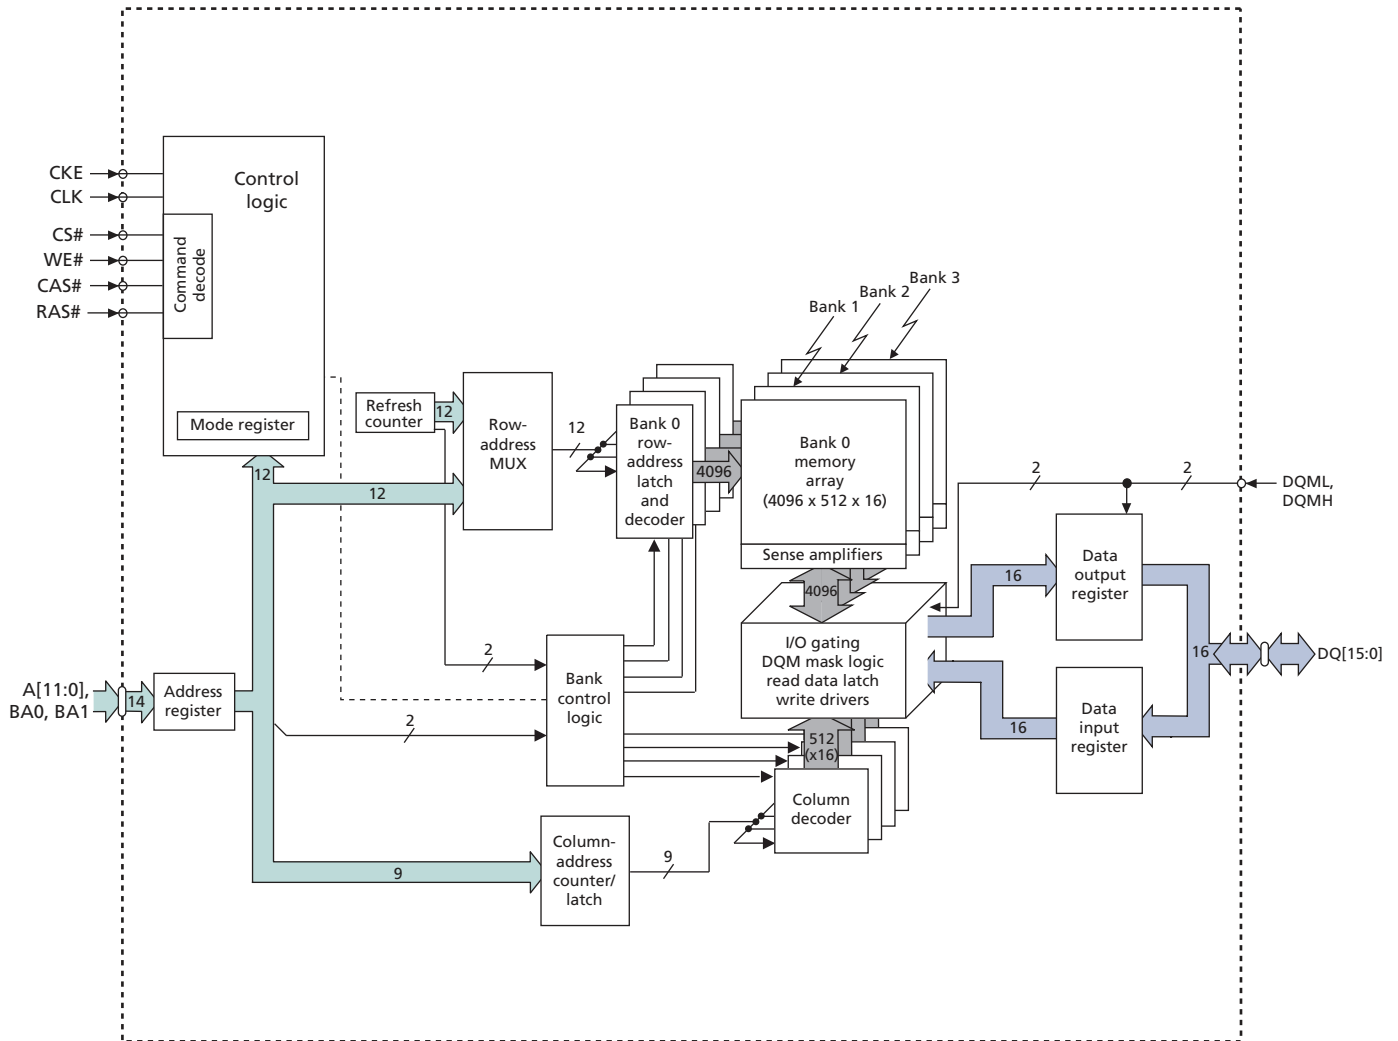 CKE
CLK
CS#
WE#
CAS#
RAS#
Control
logic
Command
decode
Mode register
Bank 3
Bank 2
Bank 1
Refresh
counter
12
Row-
address
MUX
12
Bank 0
row-
address
latch
and
decoder
4096
Bank 0
memory
array
(4096 x 512 x 16)
Sense amplifiers
12
12
2
2
DQML,
DQMH
4096
16
Data
output
register
I/O gating
DQM mask logic
read data latch
write drivers
16
DQ[15:0]
2
Bank
control
logic
A[11:0],
BA0, BA1
14
Address
register
2
16
Data
input
register
512
(x16)
Column
decoder
9
Column-
address
counter/
latch
9